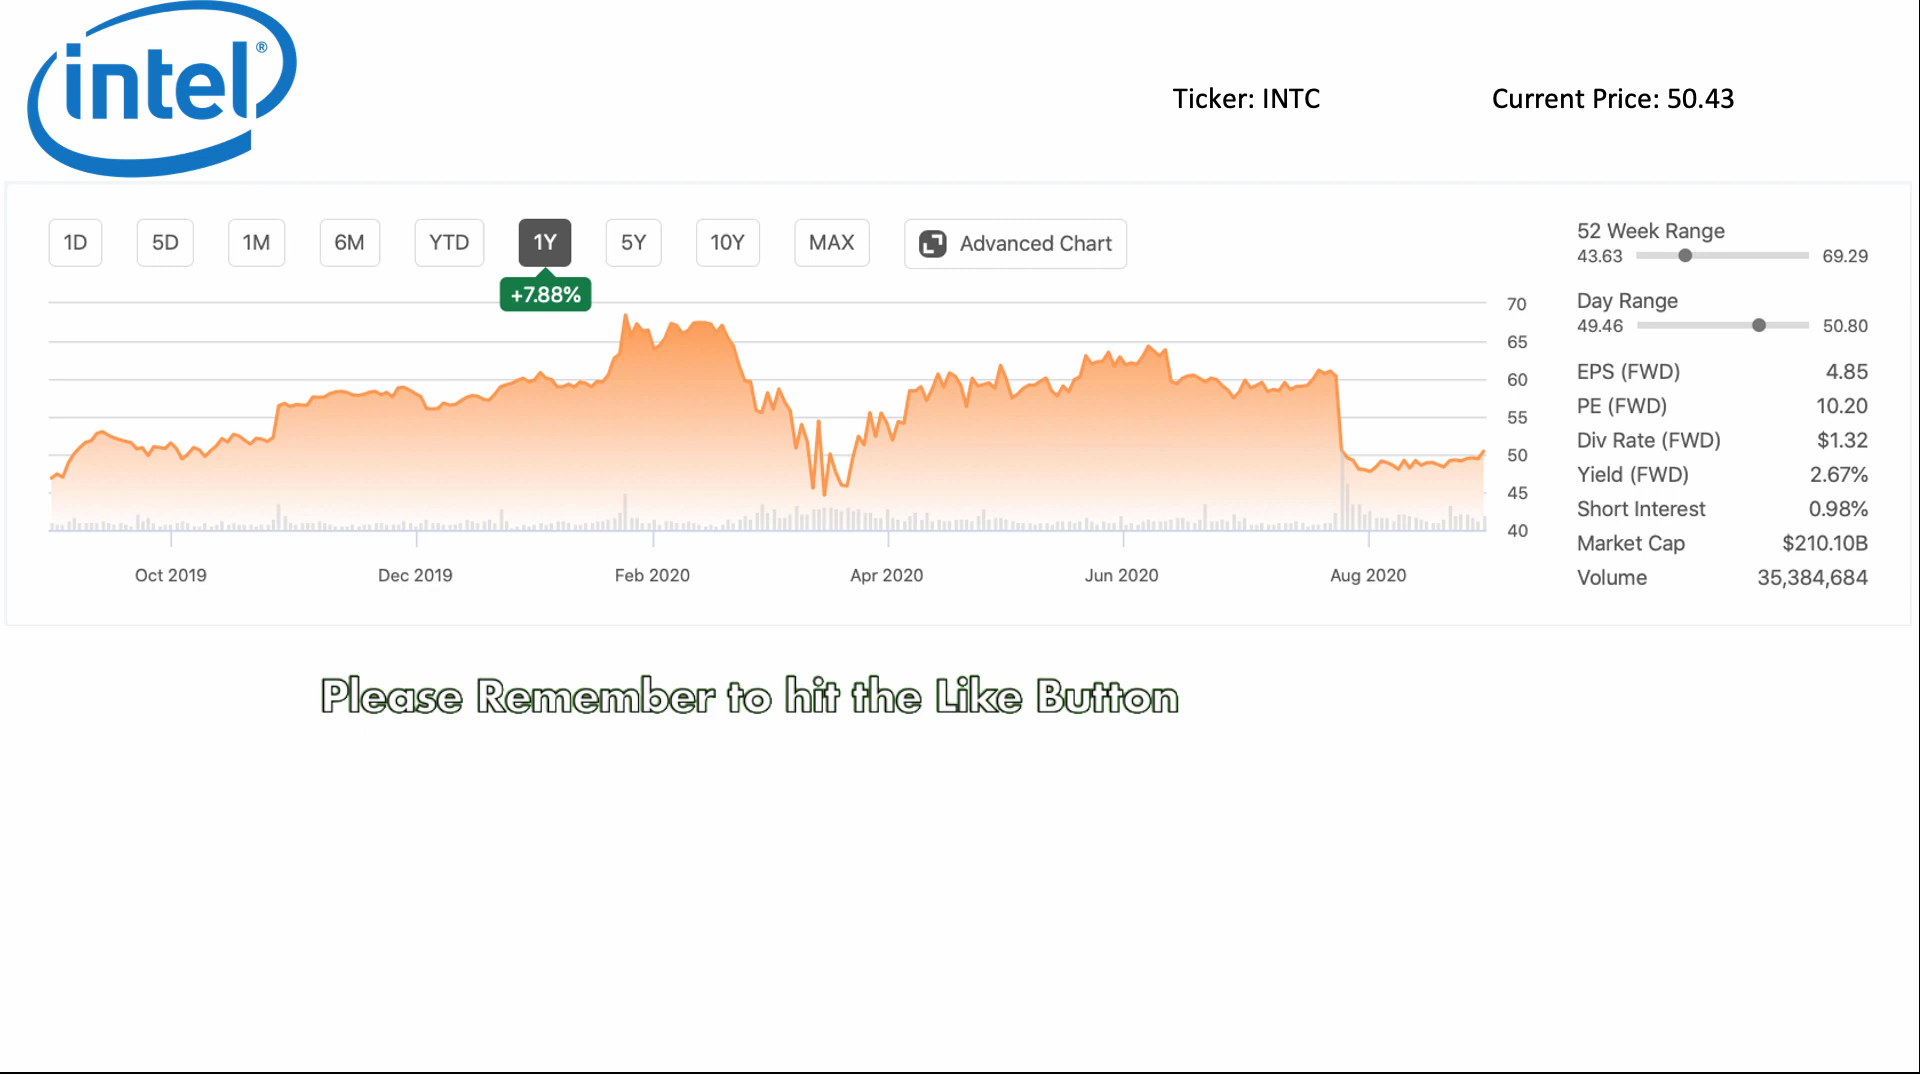 intel®
Ticker: INTC
Current Price: 50.43
1D 5D 1M 6M YTD 1Y 5Y 10Y MAX Advanced Chart
+7.88%
70
65
60
55
50
45
40
Oct 2019 Dec 2019 Feb 2020 Apr 2020 Jun 2020 Aug 2020
52 Week Range
43.63 69.29
Day Range
49.46 50.80
EPS (FWD) 4.85
PE (FWD) 10.20
Div Rate (FWD) $1.32
Yield (FWD) 2.67%
Short Interest 0.98%
Market Cap $210.10B
Volume 35,384,684
Please Remember to hit the Like Button